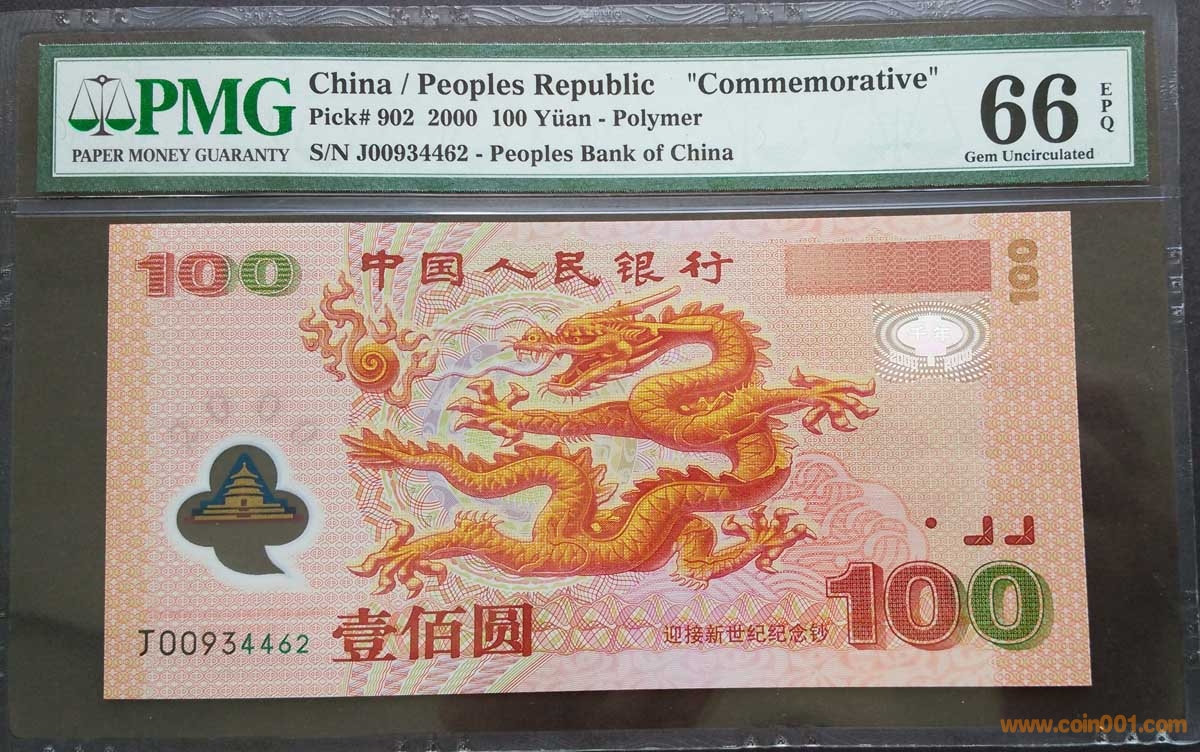 PMG
PAPER MONEY GUARANTY
China / Peoples Republic "Commemorative"
Pick# 902 2000 100 Yüan - Polymer
S/N J00934462 - Peoples Bank of China
66
EPQ
Gem Uncirculated
100
中国人民银行
100
千年
J00934462
壹佰圆
迎接新世纪纪念钞
100
www.coin001.com